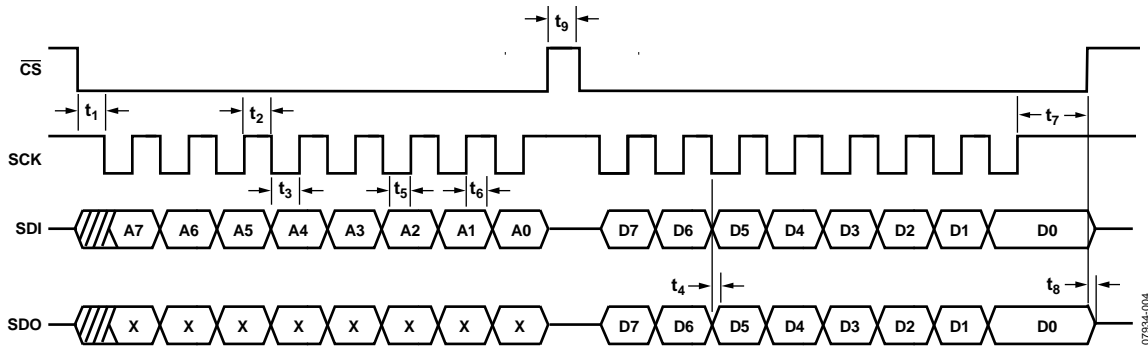 t9
CS
t1
t2
t7
SCK
t3
t5
t6
SDI
A7 A6 A5 A4 A3 A2 A1 A0 D7 D6 D5 D4 D3 D2 D1 D0
t4
t8
SDO
X X X X X X X X D7 D6 D5 D4 D3 D2 D1 D0
07934-004